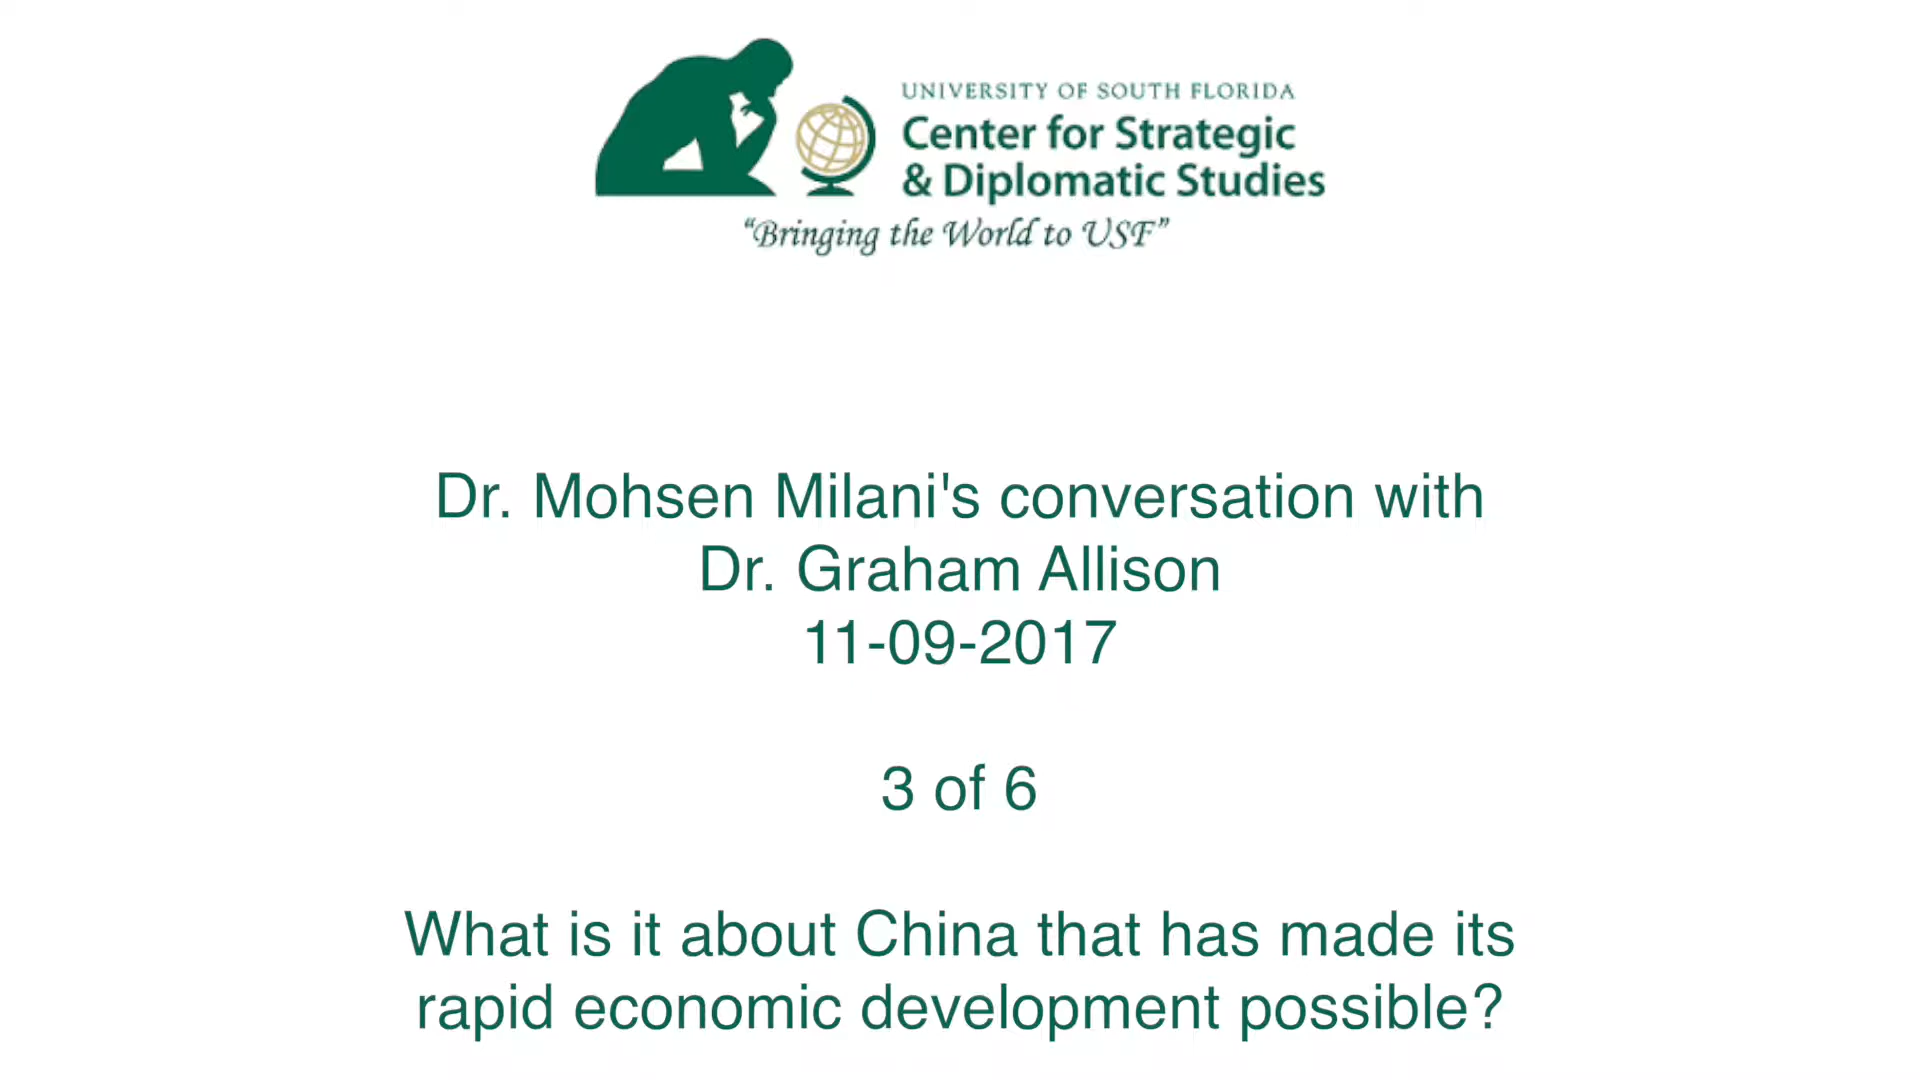 UNIVERSITY OF SOUTH FLORIDA
Center for Strategic
& Diplomatic Studies
“Bringing the World to USF”
Dr. Mohsen Milani's conversation with
Dr. Graham Allison
11-09-2017
3 of 6
What is it about China that has made its
rapid economic development possible?